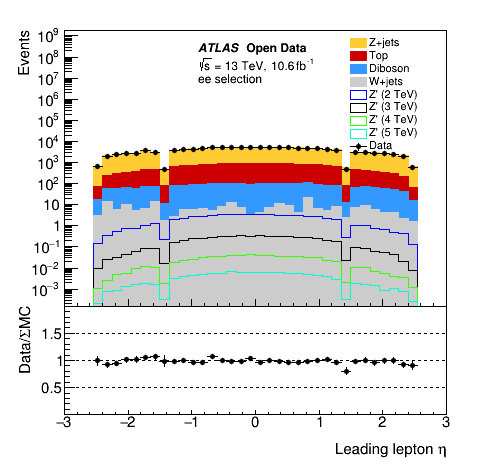 Events
10⁹
10⁸
10⁷
10⁶
10⁵
10⁴
10³
10²
10
1
10⁻¹
10⁻²
10⁻³
ATLAS Open Data
√s = 13 TeV, 10.6 fb⁻¹
ee selection
Z+jets
Top
Diboson
W+jets
Z' (2 TeV)
Z' (3 TeV)
Z' (4 TeV)
Z' (5 TeV)
Data
Data/ΣMC
1.5
1
0.5
−3 −2 −1 0 1 2 3
Leading lepton η